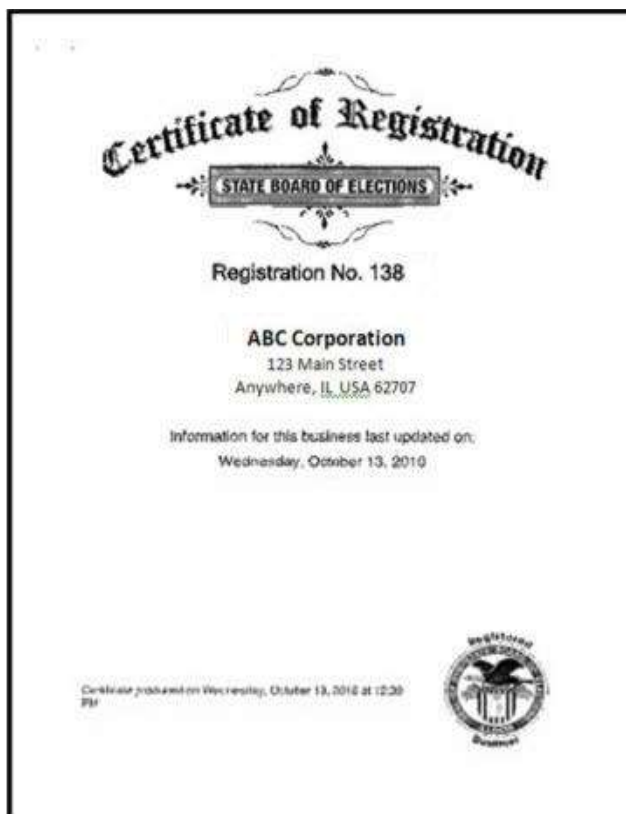 Certificate of Registration
STATE BOARD OF ELECTIONS
Registration No. 138
ABC Corporation
123 Main Street
Anywhere, IL USA 62707
Information for this business last updated on:
Wednesday, October 13, 2010
Certificate produced on Wednesday, October 13, 2010 at 12:30
PM
Registered
Business